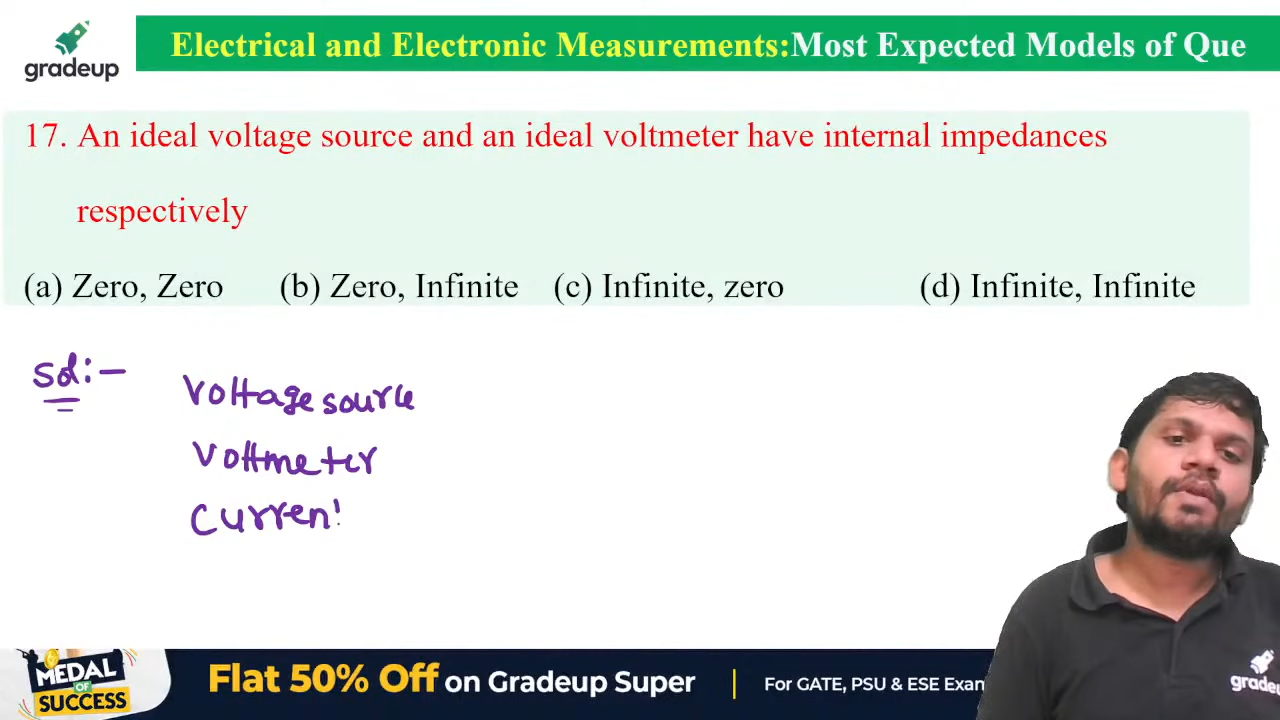 gradeup
Electrical and Electronic Measurements:Most Expected Models of Que
17. An ideal voltage source and an ideal voltmeter have internal impedances
respectively
(a) Zero, Zero (b) Zero, Infinite (c) Infinite, zero (d) Infinite, Infinite
Sol:-
Voltage source
Voltmeter
Curren
MEDAL
OF
SUCCESS
Flat 50% Off on Gradeup Super
For GATE, PSU & ESE Exan
gradeu